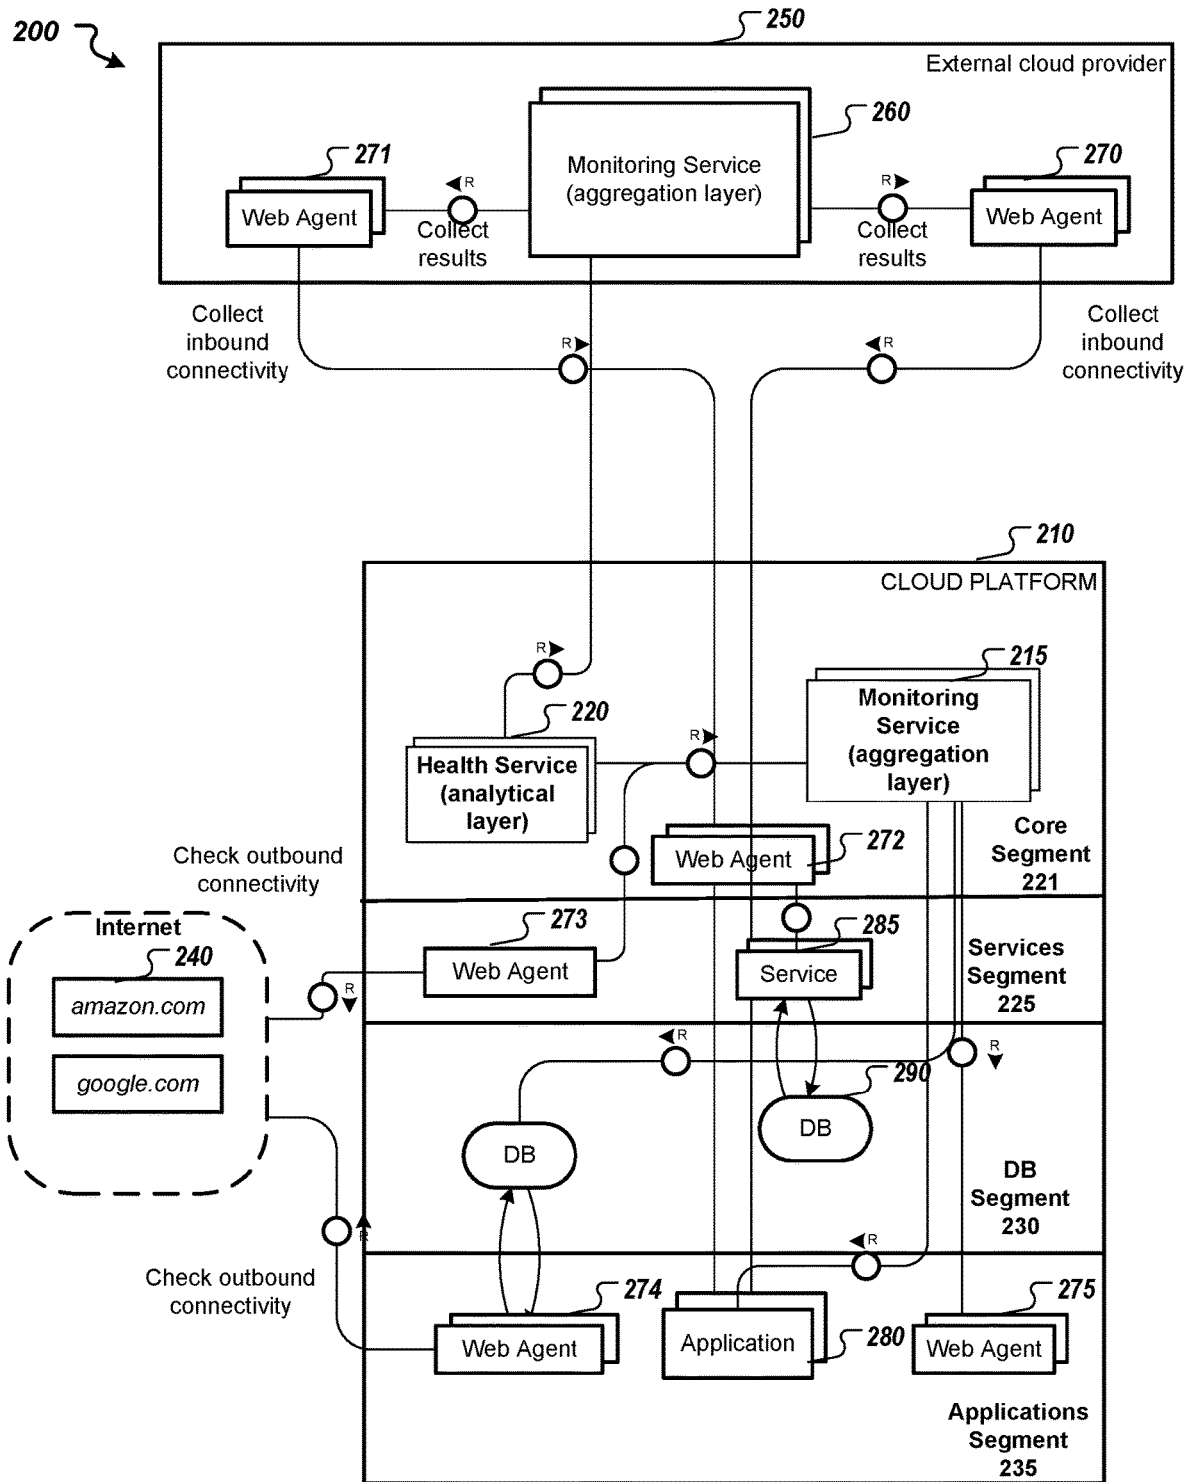 200
250
External cloud provider
260
Monitoring Service
(aggregation layer)
271
Web Agent
R
Collect
results
R
Collect
results
270
Web Agent
Collect
inbound
connectivity
R
R
Collect
inbound
connectivity
210
CLOUD PLATFORM
R
220
Health Service
(analytical
layer)
R
215
Monitoring
Service
(aggregation
layer)
272
Web Agent
Core
Segment
221
Check outbound
connectivity
Internet
240
amazon.com
google.com
R
273
Web Agent
285
Service
Services
Segment
225
R
R
290
DB
DB
DB
Segment
230
R
Check outbound
connectivity
R
274
Web Agent
Application
280
275
Web Agent
Applications
Segment
235